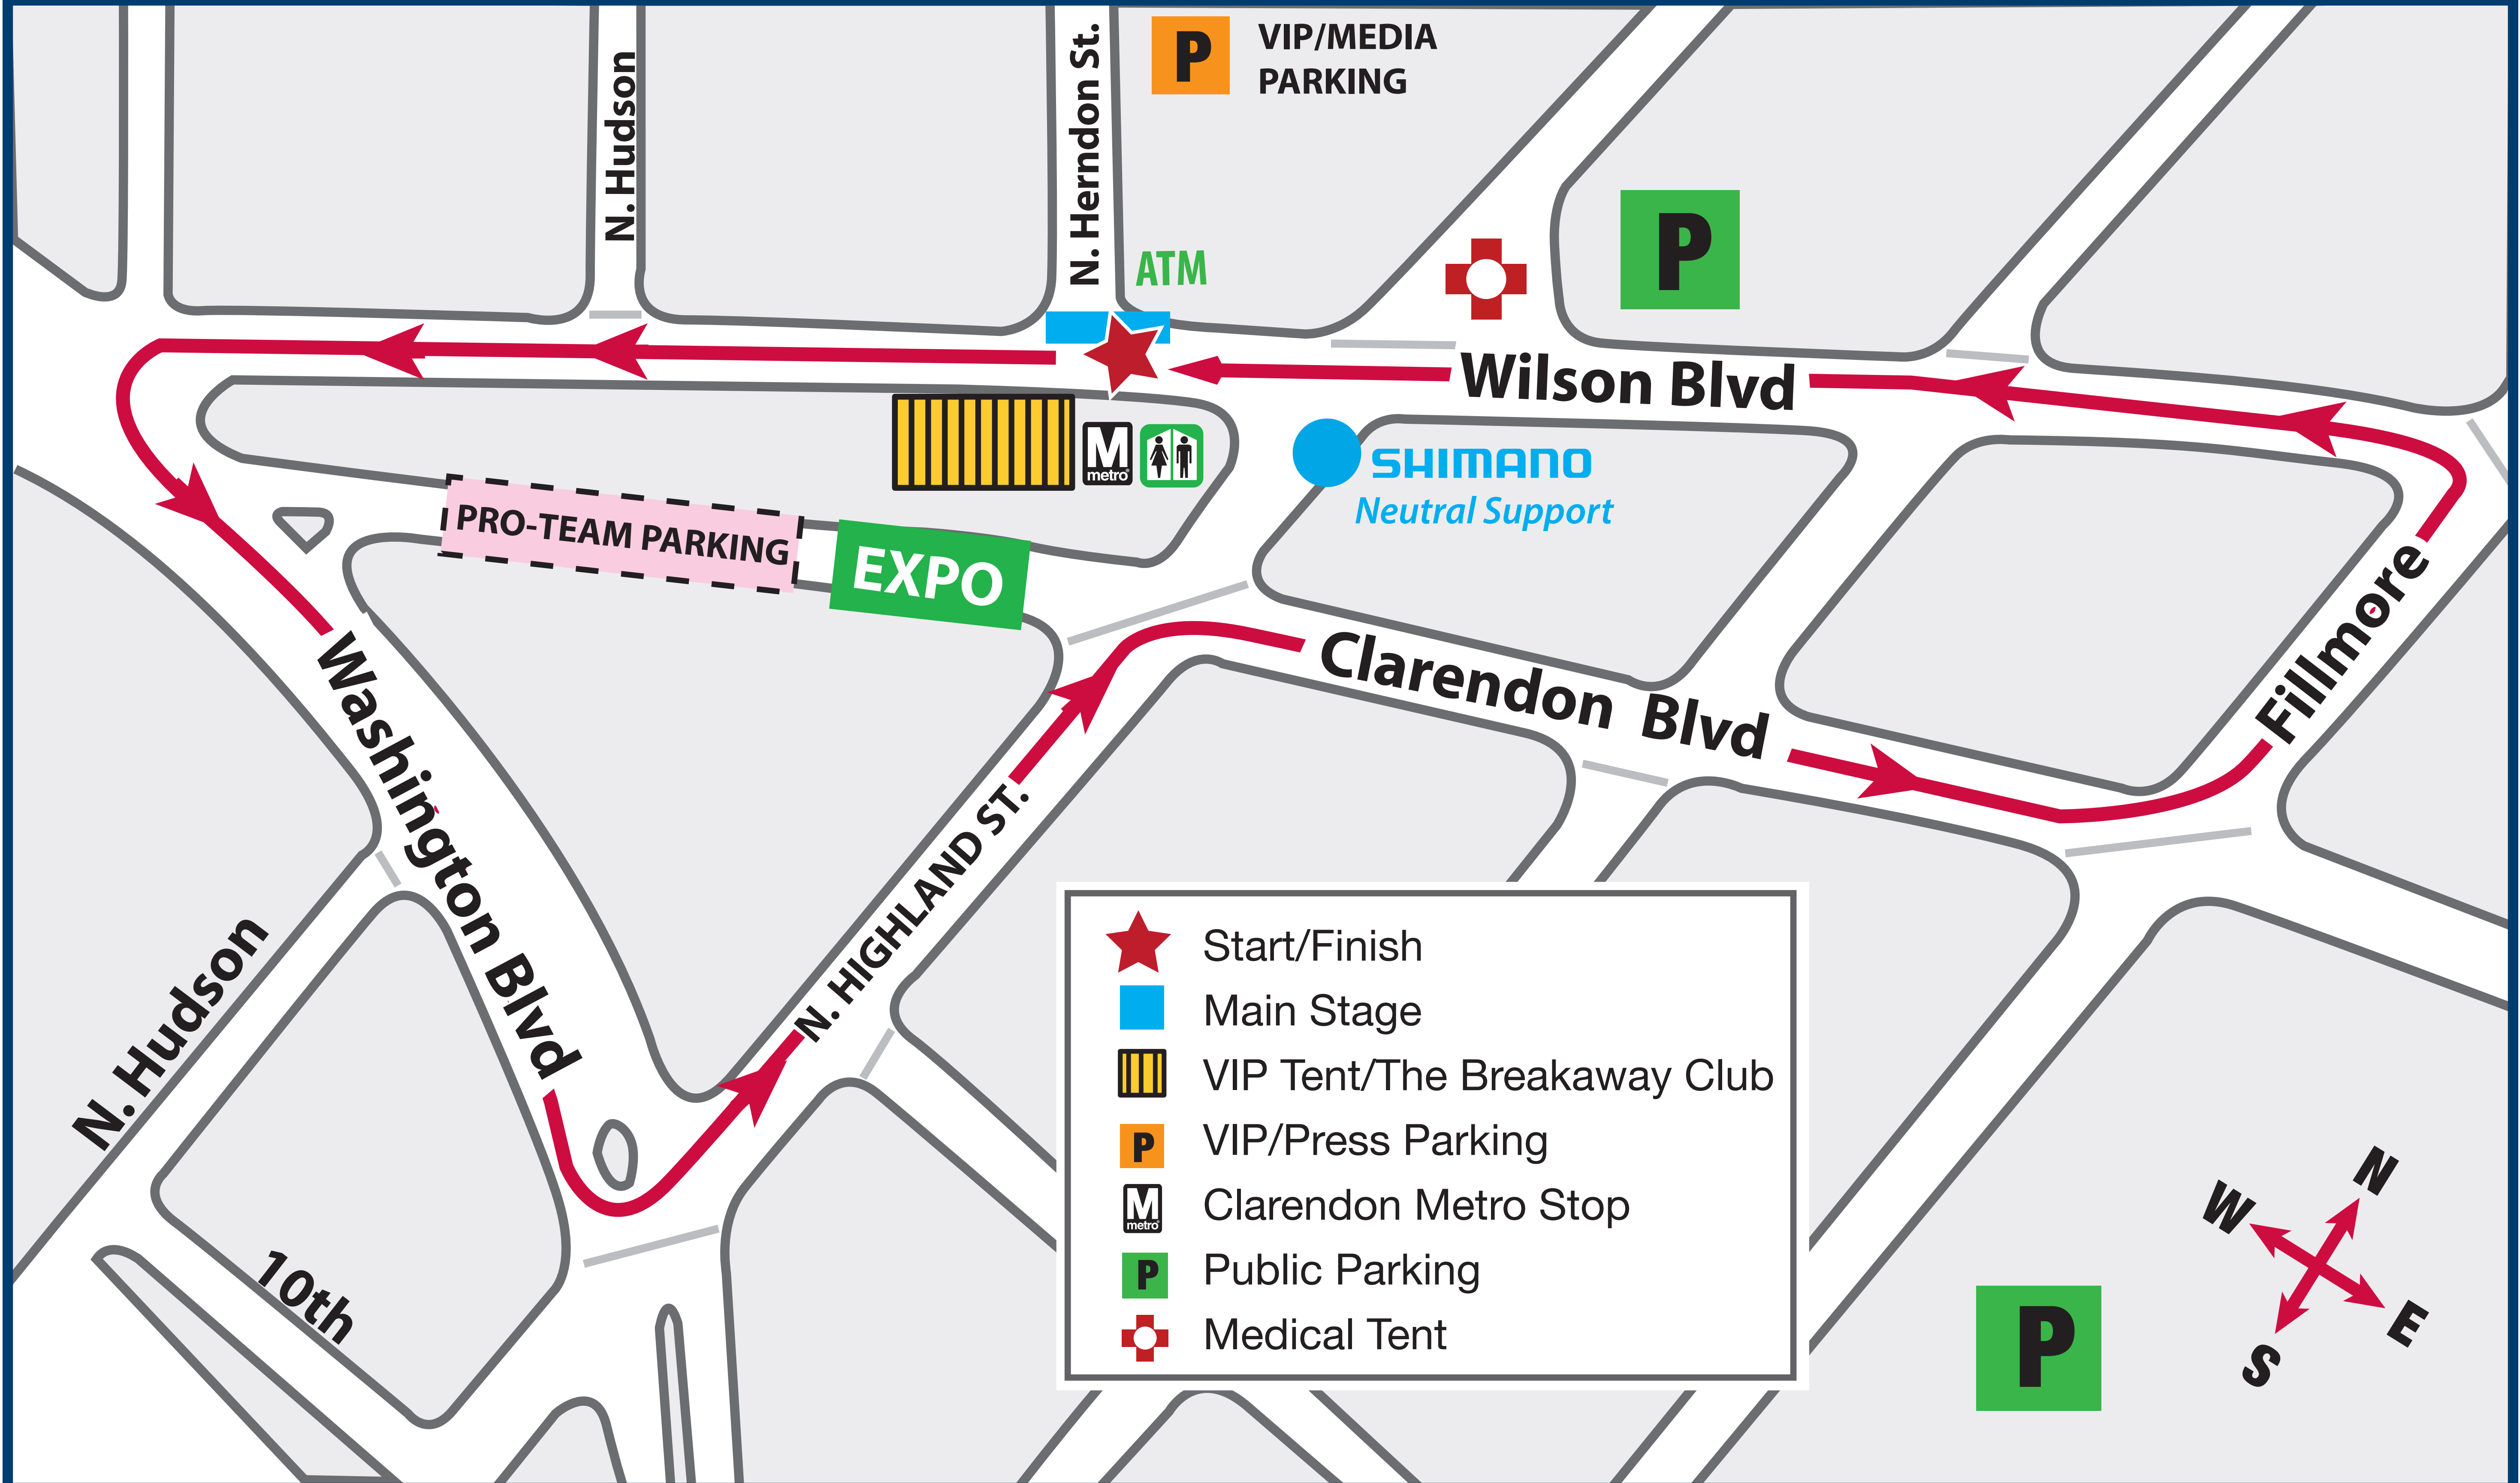 N. Hudson
N. Herndon St.
P
VIP/MEDIA
PARKING
ATM
P
Wilson Blvd
M
metro
SHIMANO
Neutral Support
PRO-TEAM PARKING
EXPO
Clarendon Blvd
Fillmore
Washington Blvd
N. HIGHLAND ST.
N. Hudson
10th
Start/Finish
Main Stage
VIP Tent/The Breakaway Club
P VIP/Press Parking
M metro Clarendon Metro Stop
P Public Parking
Medical Tent
P
N
W
E
S